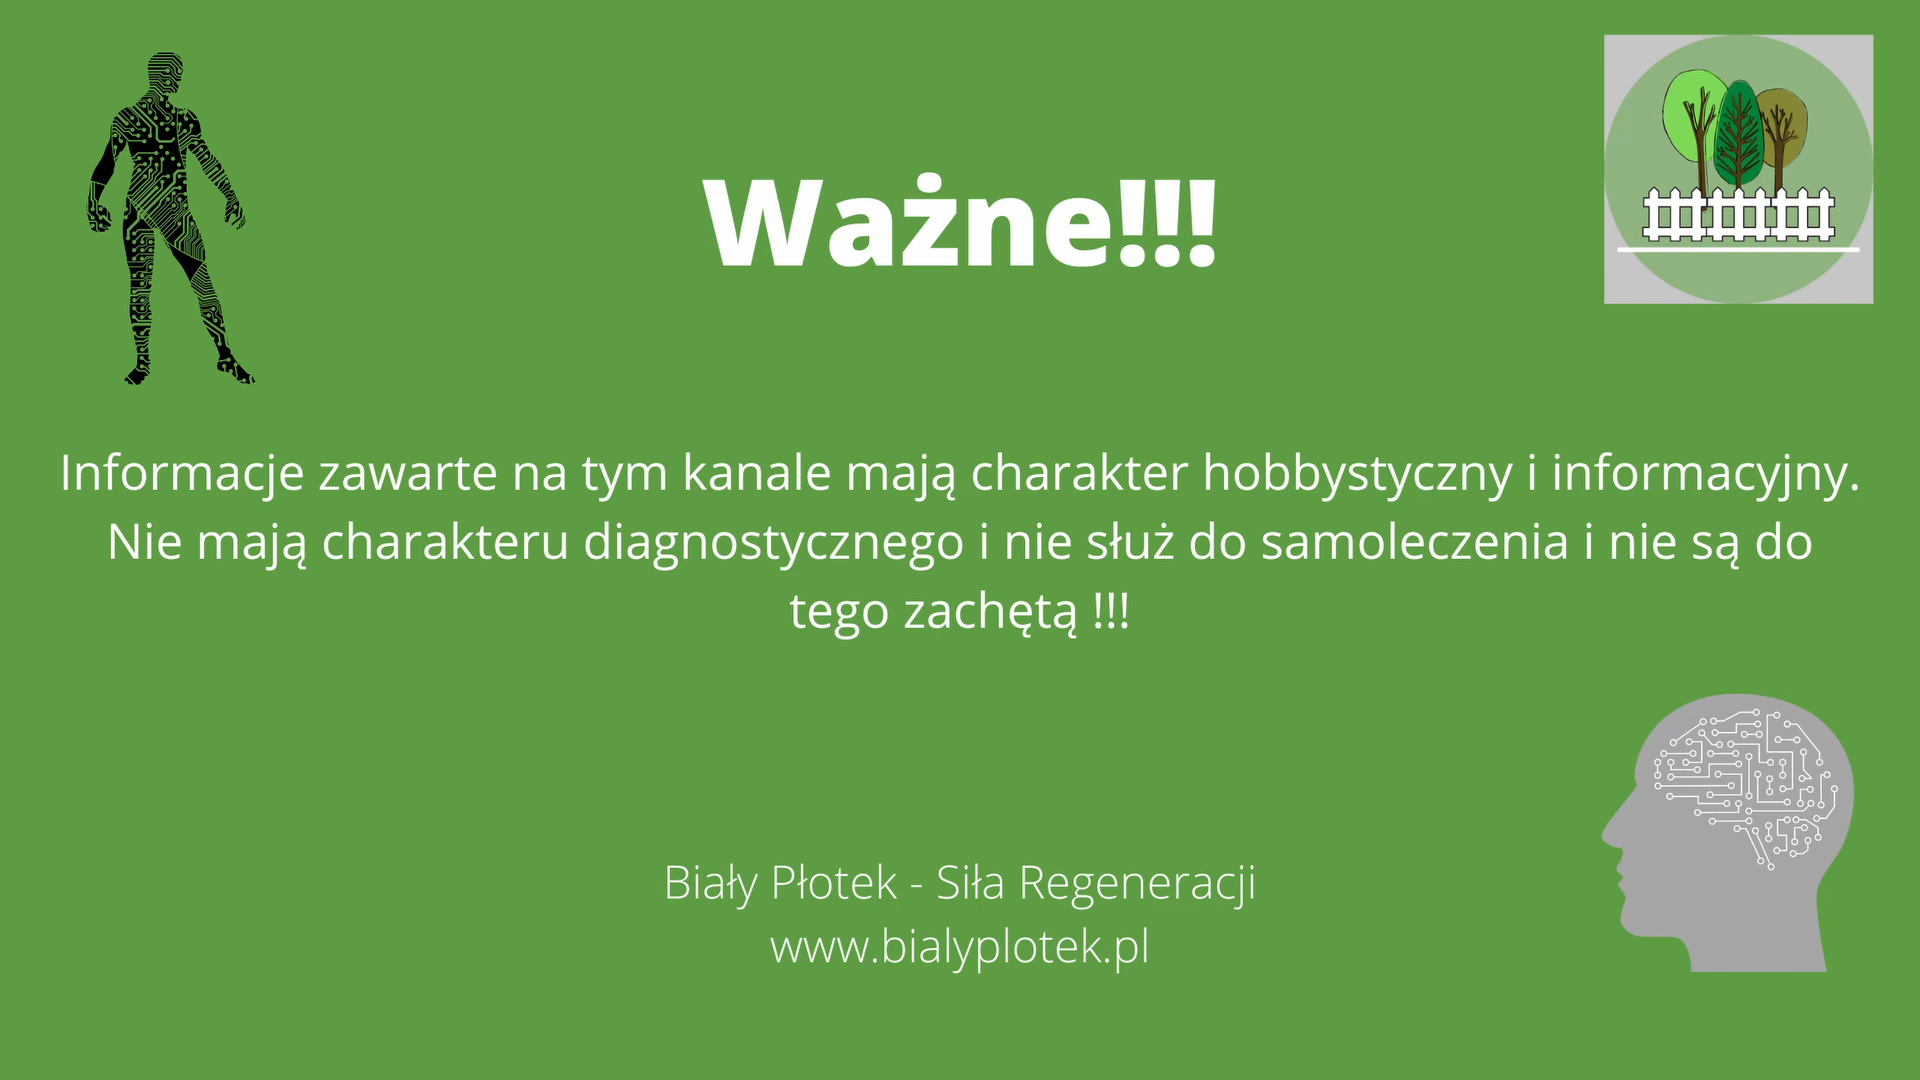 Ważne!!!
Informacje zawarte na tym kanale mają charakter hobbystyczny i informacyjny.
Nie mają charakteru diagnostycznego i nie służ do samoleczenia i nie są do
tego zachętą !!!
Biały Płotek - Siła Regeneracji
www.bialyplotek.pl